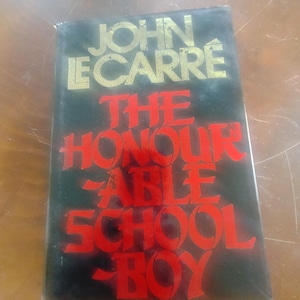 JOHN
LE CARRÉ
THE
HONOUR
-ABLE
SCHOOL
-BOY